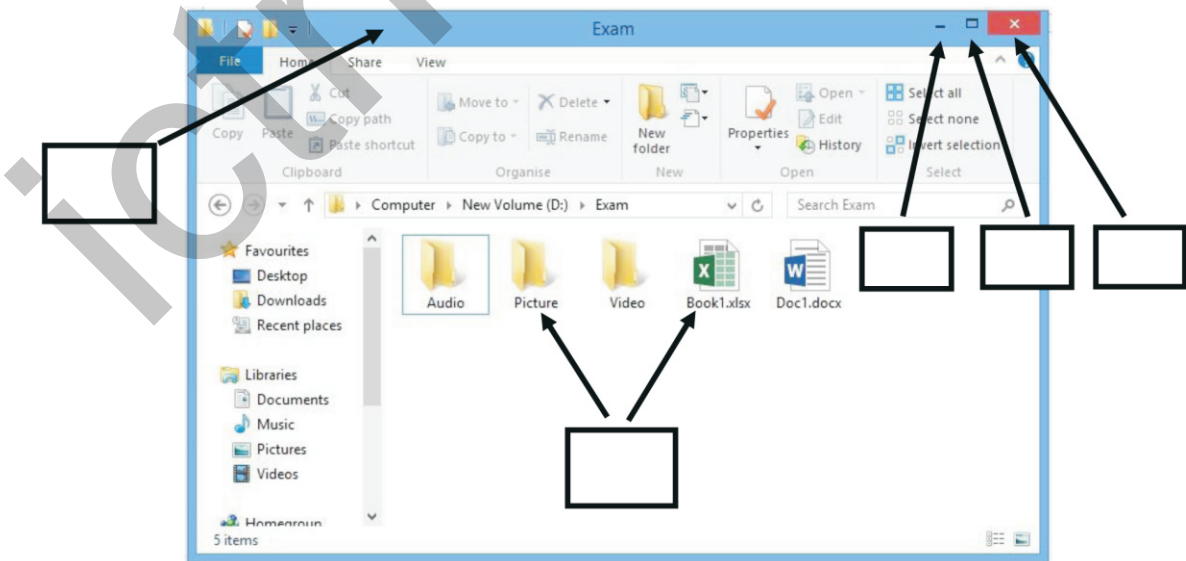 Exam
File Home Share View
Copy
Paste
Cut
Copy path
Paste shortcut
Clipboard
Move to
Copy to
Delete
Rename
Organise
New folder
New
Properties
Open
Edit
History
Open
Select all
Select none
Invert selection
Select
Computer New Volume (D:) Exam
Search Exam
Favourites
Desktop
Downloads
Recent places
Libraries
Documents
Music
Pictures
Videos
Homegroup
Audio Picture Video Book1.xlsx Doc1.docx
5 items